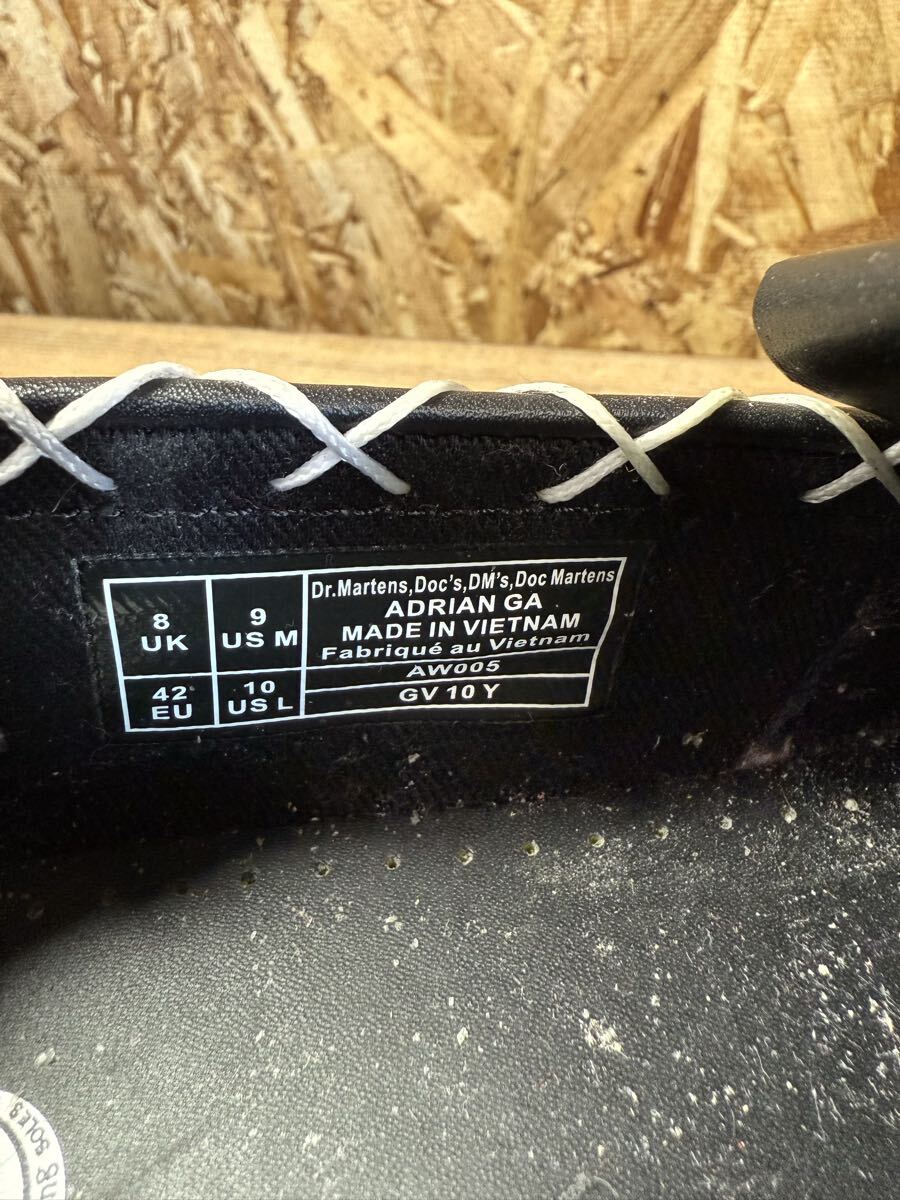 8
UK
9
US M
42
EU
10
US L
Dr.Martens,Doc's,DM's,Doc Martens
ADRIAN GA
MADE IN VIETNAM
Fabriqué au Vietnam
AW005
GV 10 Y
SOLES